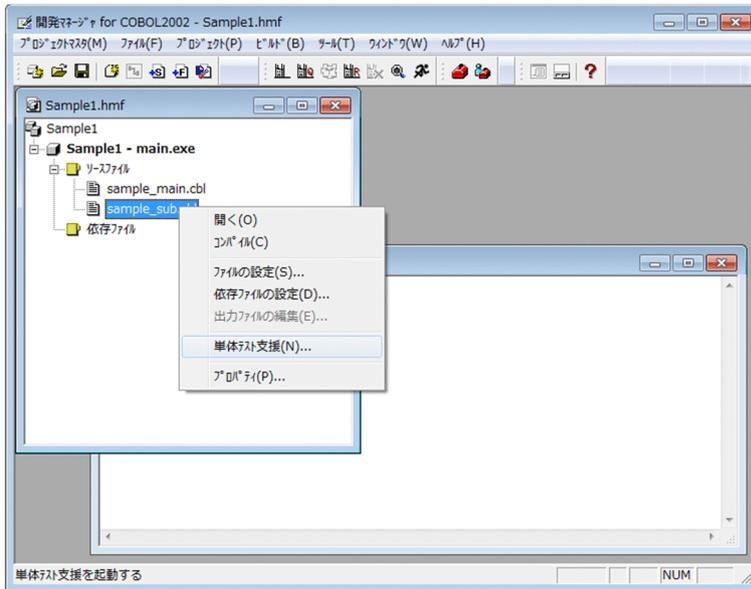 開発ﾏﾈｰｼﾞｬ for COBOL2002 - Sample1.hmf
ﾌﾟﾛｼﾞｪｸﾄﾏｽﾀ(M) ﾌｧｲﾙ(F) ﾌﾟﾛｼﾞｪｸﾄ(P) ﾋﾞﾙﾄﾞ(B) ﾂｰﾙ(T) ｳｨﾝﾄﾞｳ(W) ﾍﾙﾌﾟ(H)
Sample1.hmf
Sample1
Sample1 - main.exe
ｿｰｽﾌｧｲﾙ
sample_main.cbl
依存ﾌｧｲﾙ
開く(O)
ｺﾝﾊﾟｲﾙ(C)
ﾌｧｲﾙの設定(S)...
依存ﾌｧｲﾙの設定(D)...
出力ﾌｧｲﾙの編集(E)...
単体ﾃｽﾄ支援(N)...
ﾌﾟﾛﾊﾟﾃｨ(P)...
単体ﾃｽﾄ支援を起動する
NUM